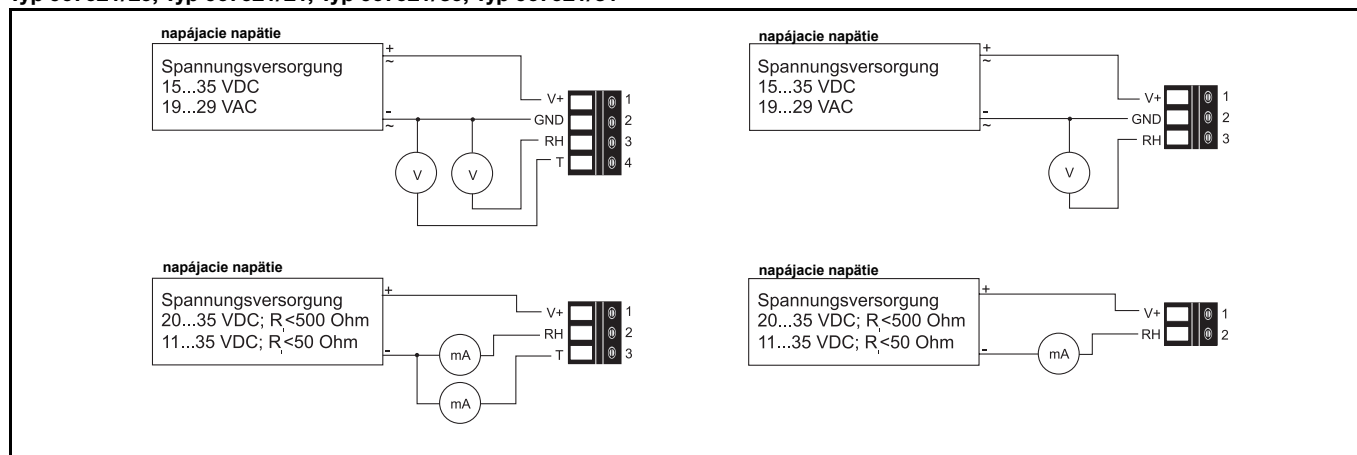 napájacie napätie
Spannungsversorgung
15...35 VDC
19...29 VAC
+
~
-
~
V+ 1
GND 2
RH 3
T 4
V
V
napájacie napätie
Spannungsversorgung
15...35 VDC
19...29 VAC
+
~
-
~
V+ 1
GND 2
RH 3
V
napájacie napätie
Spannungsversorgung
20...35 VDC; R<500 Ohm
11...35 VDC; R<50 Ohm
+
-
V+ 1
RH 2
T 3
mA
mA
napájacie napätie
Spannungsversorgung
20...35 VDC; R<500 Ohm
11...35 VDC; R<50 Ohm
+
-
V+ 1
RH 2
mA